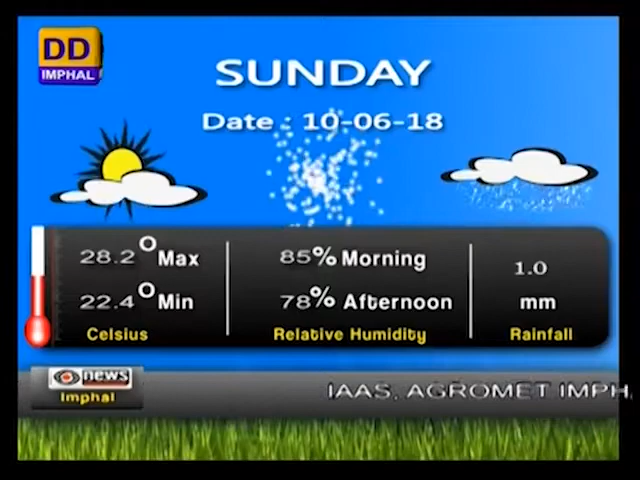 DD
IMPHAL
SUNDAY
Date : 10-06-18
28.2 °Max
22.4 °Min
Celsius
85% Morning
78% Afternoon
Relative Humidity
1.0
mm
Rainfall
news
Imphal
IAAS, AGROMET IMPH